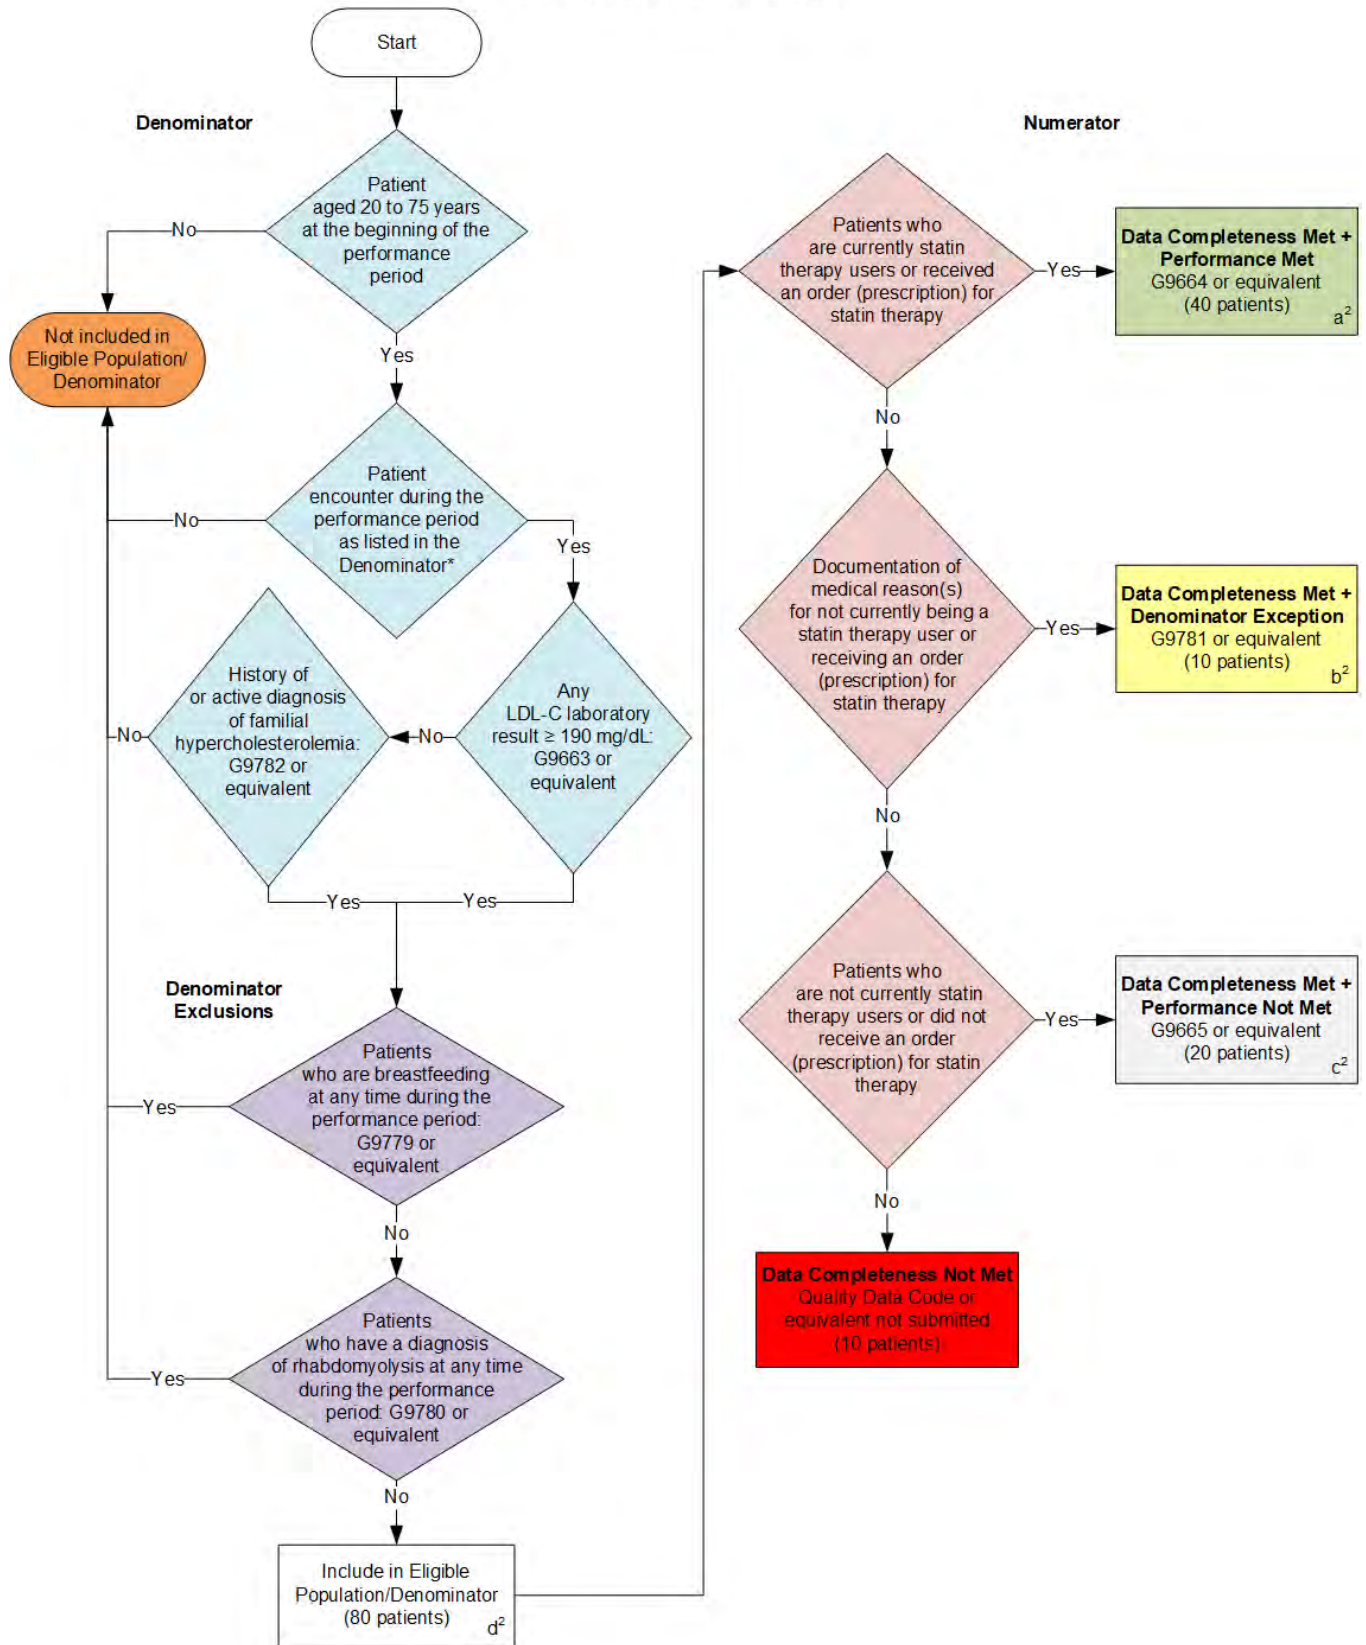 Start
Denominator
Patient
aged 20 to 75 years
at the beginning of the
performance
period
No
Not included in
Eligible Population/
Denominator
Yes
Patient
encounter during the
performance period
as listed in the
Denominator*
No
Yes
History of
or active diagnosis
of familial
hypercholesterolemia:
G9782 or
equivalent
No
Any
LDL-C laboratory
result ≥ 190 mg/dL:
G9663 or
equivalent
No
Yes
Yes
Denominator
Exclusions
Patients
who are breastfeeding
at any time during the
performance period:
G9779 or
equivalent
Yes
No
Patients
who have a diagnosis
of rhabdomyolysis at any time
during the performance
period: G9780 or
equivalent
Yes
No
Include in Eligible
Population/Denominator
(80 patients)
d²
Numerator
Patients who
are currently statin
therapy users or received
an order (prescription) for
statin therapy
Yes
Data Completeness Met +
Performance Met
G9664 or equivalent
(40 patients)
a²
No
Documentation of
medical reason(s)
for not currently being a
statin therapy user or
receiving an order
(prescription) for
statin therapy
Yes
Data Completeness Met +
Denominator Exception
G9781 or equivalent
(10 patients)
b²
No
Patients who
are not currently statin
therapy users or did not
receive an order
(prescription) for statin
therapy
Yes
Data Completeness Met +
Performance Not Met
G9665 or equivalent
(20 patients)
c²
No
Data Completeness Not Met
Quality Data Code or
equivalent not submitted
(10 patients)